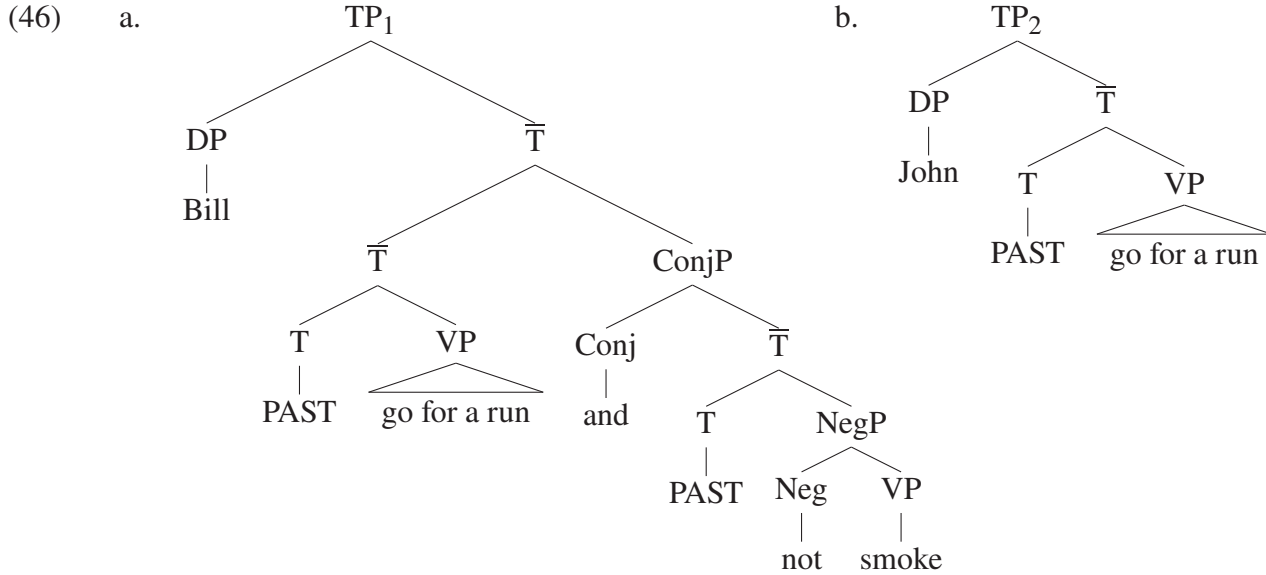 (46) a. TP₁ b. TP₂
DP T̅ DP T̅
Bill John T VP
T̅ ConjP PAST go for a run
T VP Conj T̅
PAST go for a run and T NegP
PAST Neg VP
not smoke